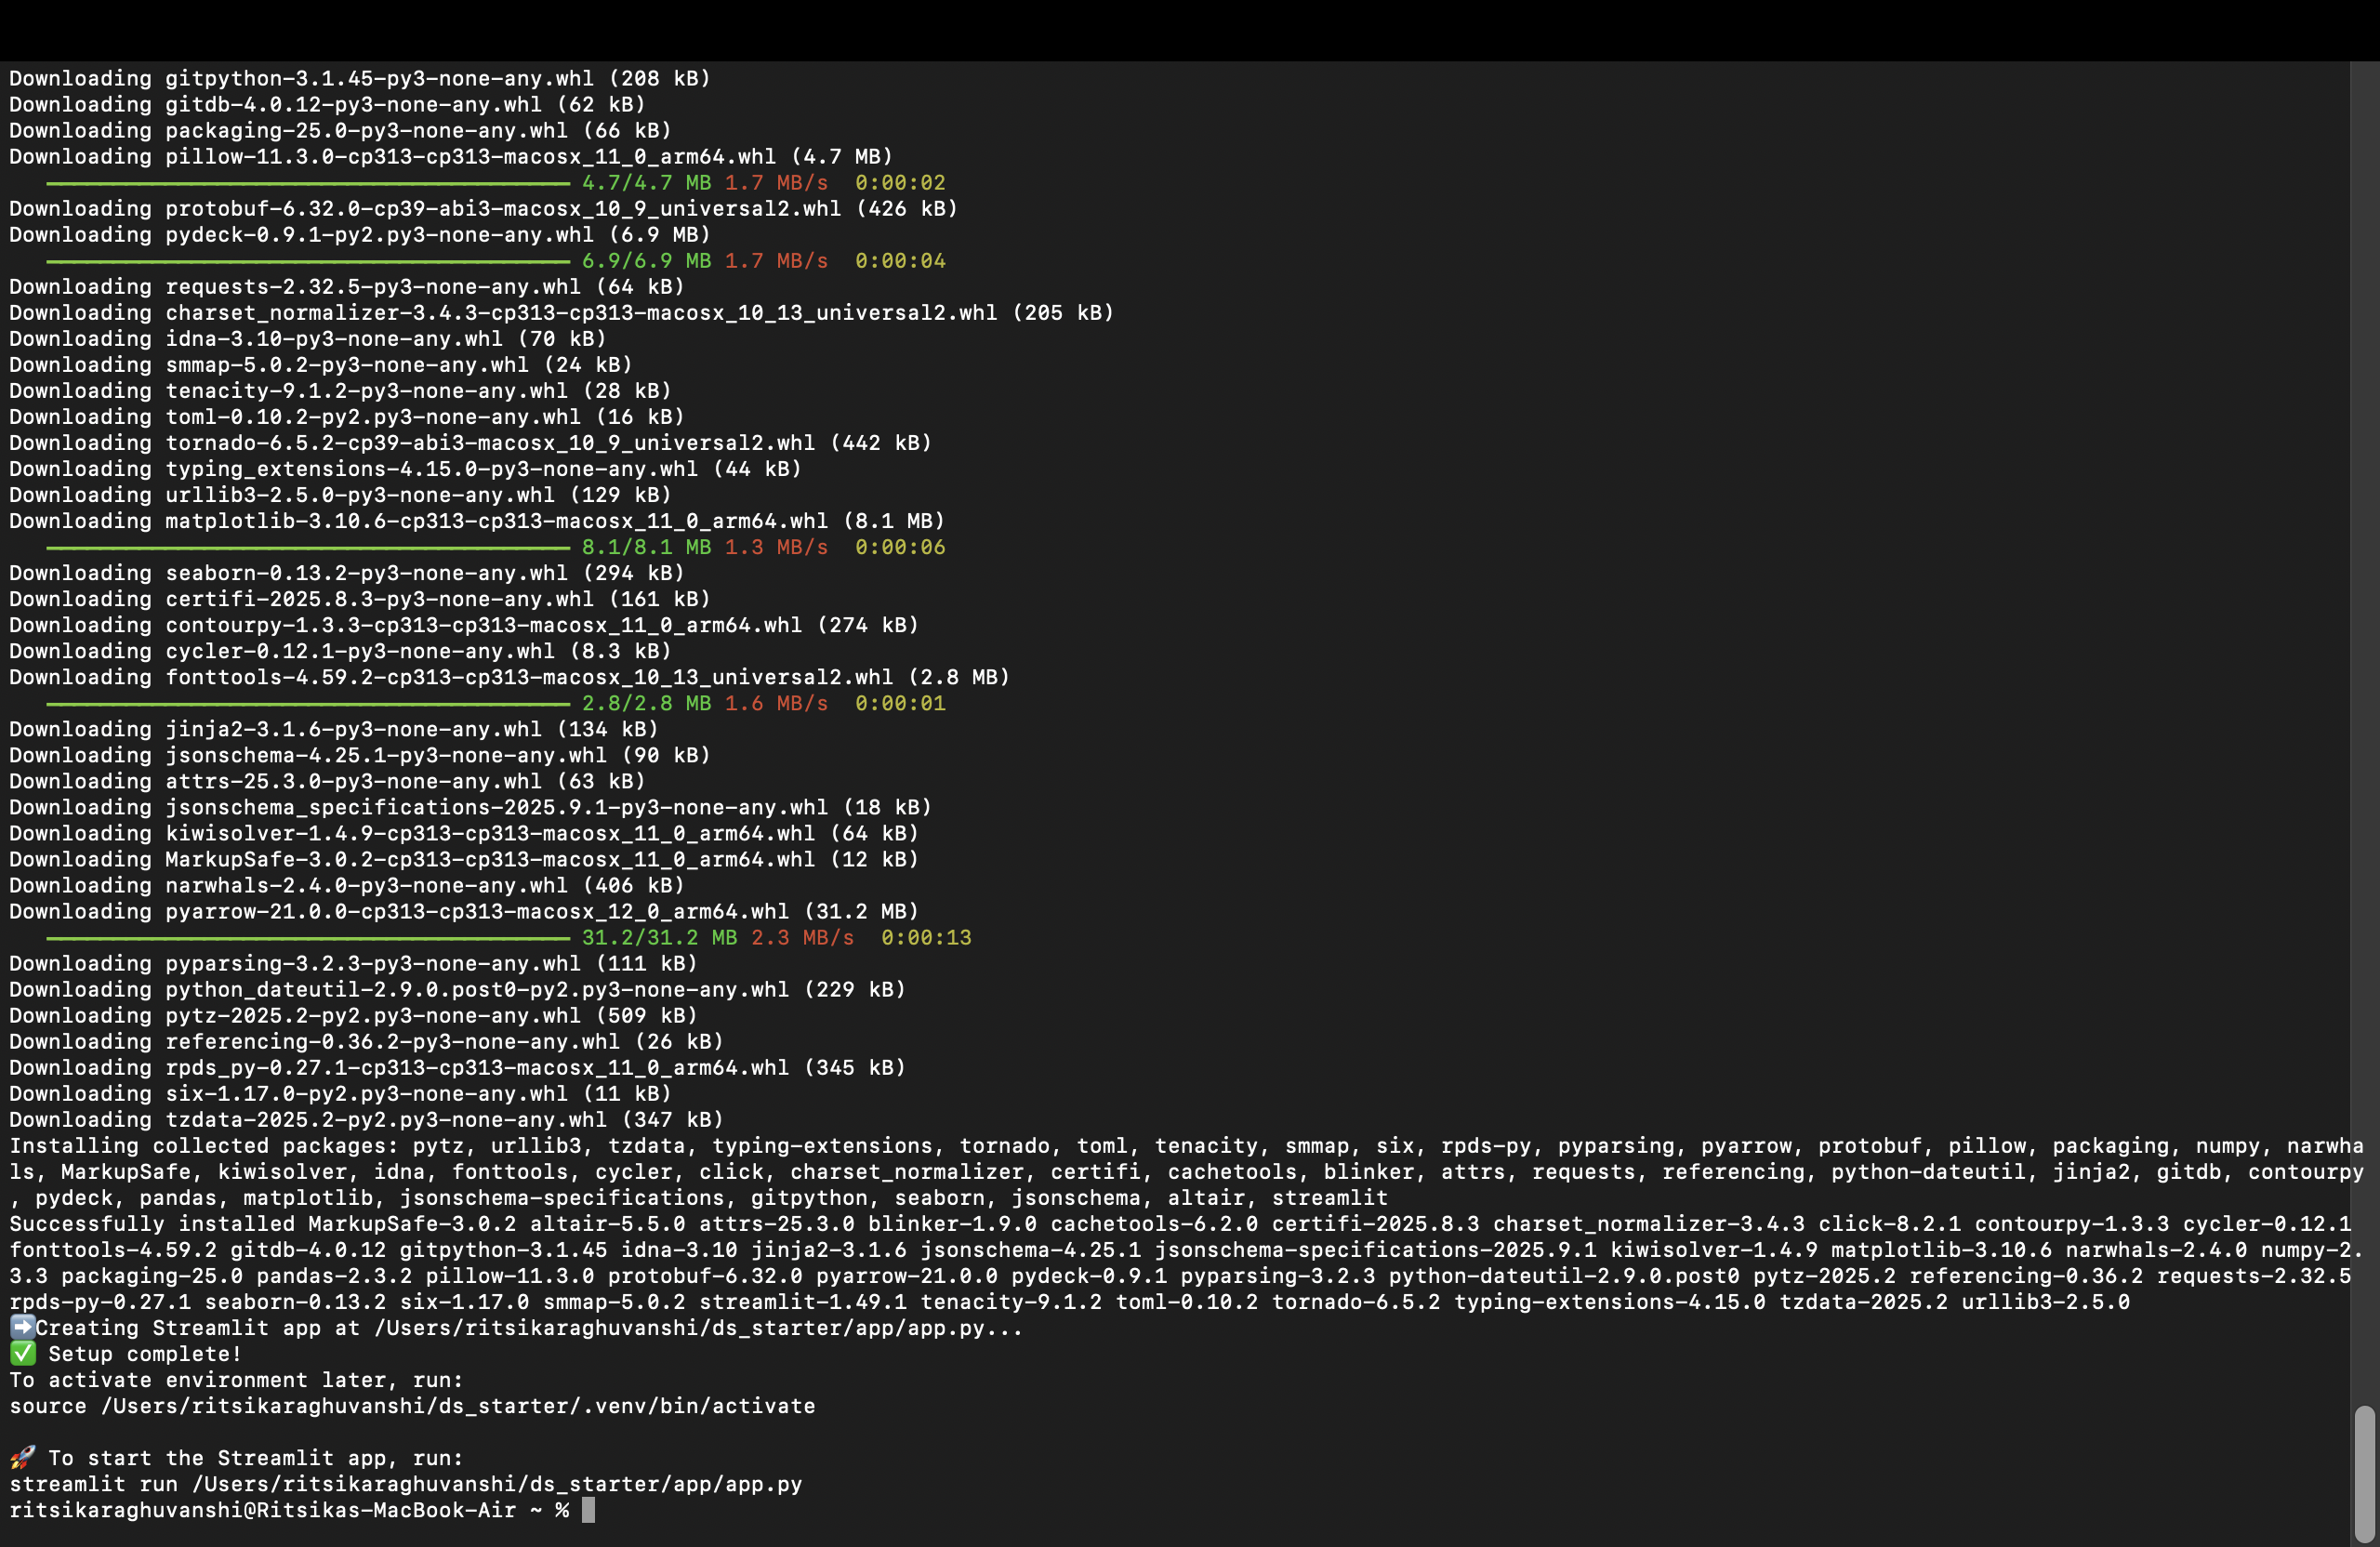 Downloading gitpython-3.1.45-py3-none-any.whl (208 kB)
Downloading gitdb-4.0.12-py3-none-any.whl (62 kB)
Downloading packaging-25.0-py3-none-any.whl (66 kB)
Downloading pillow-11.3.0-cp313-cp313-macosx_11_0_arm64.whl (4.7 MB)
4.7/4.7 MB 1.7 MB/s 0:00:02
Downloading protobuf-6.32.0-cp39-abi3-macosx_10_9_universal2.whl (426 kB)
Downloading pydeck-0.9.1-py2.py3-none-any.whl (6.9 MB)
6.9/6.9 MB 1.7 MB/s 0:00:04
Downloading requests-2.32.5-py3-none-any.whl (64 kB)
Downloading charset_normalizer-3.4.3-cp313-cp313-macosx_10_13_universal2.whl (205 kB)
Downloading idna-3.10-py3-none-any.whl (70 kB)
Downloading smmap-5.0.2-py3-none-any.whl (24 kB)
Downloading tenacity-9.1.2-py3-none-any.whl (28 kB)
Downloading toml-0.10.2-py2.py3-none-any.whl (16 kB)
Downloading tornado-6.5.2-cp39-abi3-macosx_10_9_universal2.whl (442 kB)
Downloading typing_extensions-4.15.0-py3-none-any.whl (44 kB)
Downloading urllib3-2.5.0-py3-none-any.whl (129 kB)
Downloading matplotlib-3.10.6-cp313-cp313-macosx_11_0_arm64.whl (8.1 MB)
8.1/8.1 MB 1.3 MB/s 0:00:06
Downloading seaborn-0.13.2-py3-none-any.whl (294 kB)
Downloading certifi-2025.8.3-py3-none-any.whl (161 kB)
Downloading contourpy-1.3.3-cp313-cp313-macosx_11_0_arm64.whl (274 kB)
Downloading cycler-0.12.1-py3-none-any.whl (8.3 kB)
Downloading fonttools-4.59.2-cp313-cp313-macosx_10_13_universal2.whl (2.8 MB)
2.8/2.8 MB 1.6 MB/s 0:00:01
Downloading jinja2-3.1.6-py3-none-any.whl (134 kB)
Downloading jsonschema-4.25.1-py3-none-any.whl (90 kB)
Downloading attrs-25.3.0-py3-none-any.whl (63 kB)
Downloading jsonschema_specifications-2025.9.1-py3-none-any.whl (18 kB)
Downloading kiwisolver-1.4.9-cp313-cp313-macosx_11_0_arm64.whl (64 kB)
Downloading MarkupSafe-3.0.2-cp313-cp313-macosx_11_0_arm64.whl (12 kB)
Downloading narwhals-2.4.0-py3-none-any.whl (406 kB)
Downloading pyarrow-21.0.0-cp313-cp313-macosx_12_0_arm64.whl (31.2 MB)
31.2/31.2 MB 2.3 MB/s 0:00:13
Downloading pyparsing-3.2.3-py3-none-any.whl (111 kB)
Downloading python_dateutil-2.9.0.post0-py2.py3-none-any.whl (229 kB)
Downloading pytz-2025.2-py2.py3-none-any.whl (509 kB)
Downloading referencing-0.36.2-py3-none-any.whl (26 kB)
Downloading rpds_py-0.27.1-cp313-cp313-macosx_11_0_arm64.whl (345 kB)
Downloading six-1.17.0-py2.py3-none-any.whl (11 kB)
Downloading tzdata-2025.2-py2.py3-none-any.whl (347 kB)
Installing collected packages: pytz, urllib3, tzdata, typing-extensions, tornado, toml, tenacity, smmap, six, rpds-py, pyparsing, pyarrow, protobuf, pillow, packaging, numpy, narwha
ls, MarkupSafe, kiwisolver, idna, fonttools, cycler, click, charset_normalizer, certifi, cachetools, blinker, attrs, requests, referencing, python-dateutil, jinja2, gitdb, contourpy
, pydeck, pandas, matplotlib, jsonschema-specifications, gitpython, seaborn, jsonschema, altair, streamlit
Successfully installed MarkupSafe-3.0.2 altair-5.5.0 attrs-25.3.0 blinker-1.9.0 cachetools-6.2.0 certifi-2025.8.3 charset_normalizer-3.4.3 click-8.2.1 contourpy-1.3.3 cycler-0.12.1
fonttools-4.59.2 gitdb-4.0.12 gitpython-3.1.45 idna-3.10 jinja2-3.1.6 jsonschema-4.25.1 jsonschema-specifications-2025.9.1 kiwisolver-1.4.9 matplotlib-3.10.6 narwhals-2.4.0 numpy-2.
3.3 packaging-25.0 pandas-2.3.2 pillow-11.3.0 protobuf-6.32.0 pyarrow-21.0.0 pydeck-0.9.1 pyparsing-3.2.3 python-dateutil-2.9.0.post0 pytz-2025.2 referencing-0.36.2 requests-2.32.5
rpds-py-0.27.1 seaborn-0.13.2 six-1.17.0 smmap-5.0.2 streamlit-1.49.1 tenacity-9.1.2 toml-0.10.2 tornado-6.5.2 typing-extensions-4.15.0 tzdata-2025.2 urllib3-2.5.0
➡️Creating Streamlit app at /Users/ritsikaraghuvanshi/ds_starter/app/app.py...
✅ Setup complete!
To activate environment later, run:
source /Users/ritsikaraghuvanshi/ds_starter/.venv/bin/activate
🚀 To start the Streamlit app, run:
streamlit run /Users/ritsikaraghuvanshi/ds_starter/app/app.py
ritsikaraghuvanshi@Ritsikas-MacBook-Air ~ %